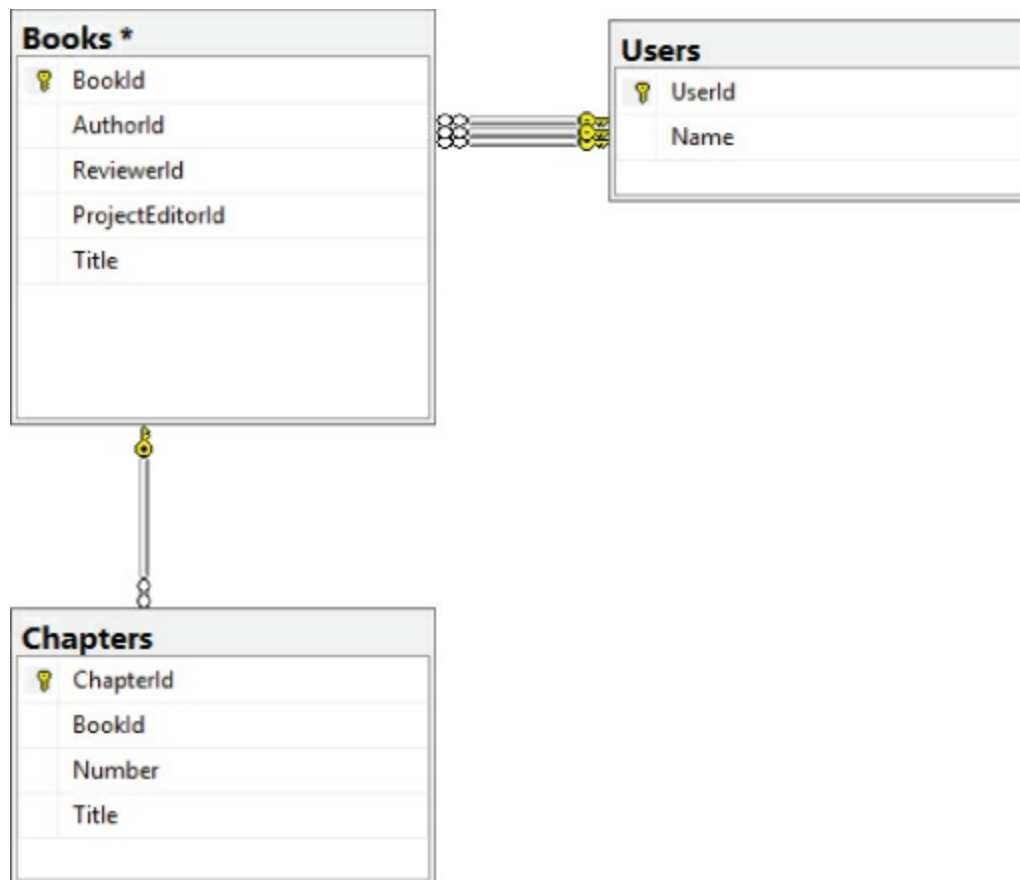 Books *
BookId
AuthorId
ReviewerId
ProjectEditorId
Title
Users
UserId
Name
Chapters
ChapterId
BookId
Number
Title